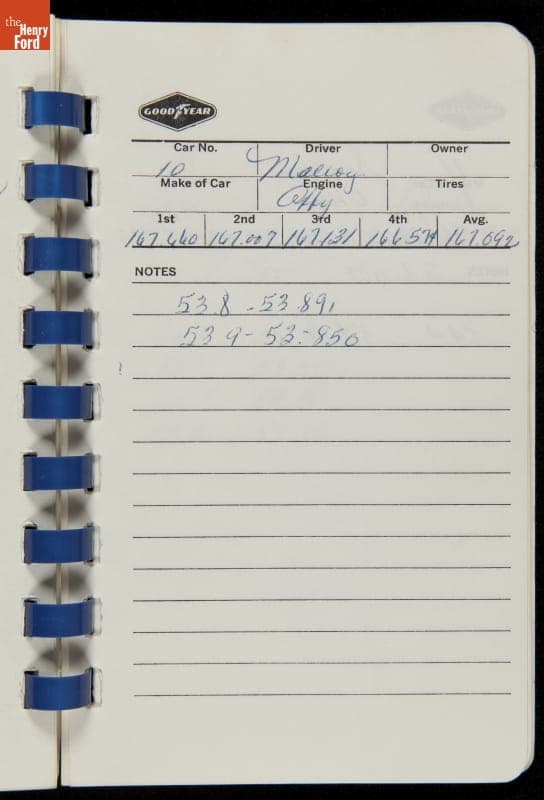 the Henry Ford
GOODYEAR
Car No. Driver Owner
10 Malloy
Make of Car Engine Tires
Offy
1st 2nd 3rd 4th Avg.
167.660 167.007 167.131 166.574 167.092
NOTES
53.8 - 53.891
53 9 - 53.850